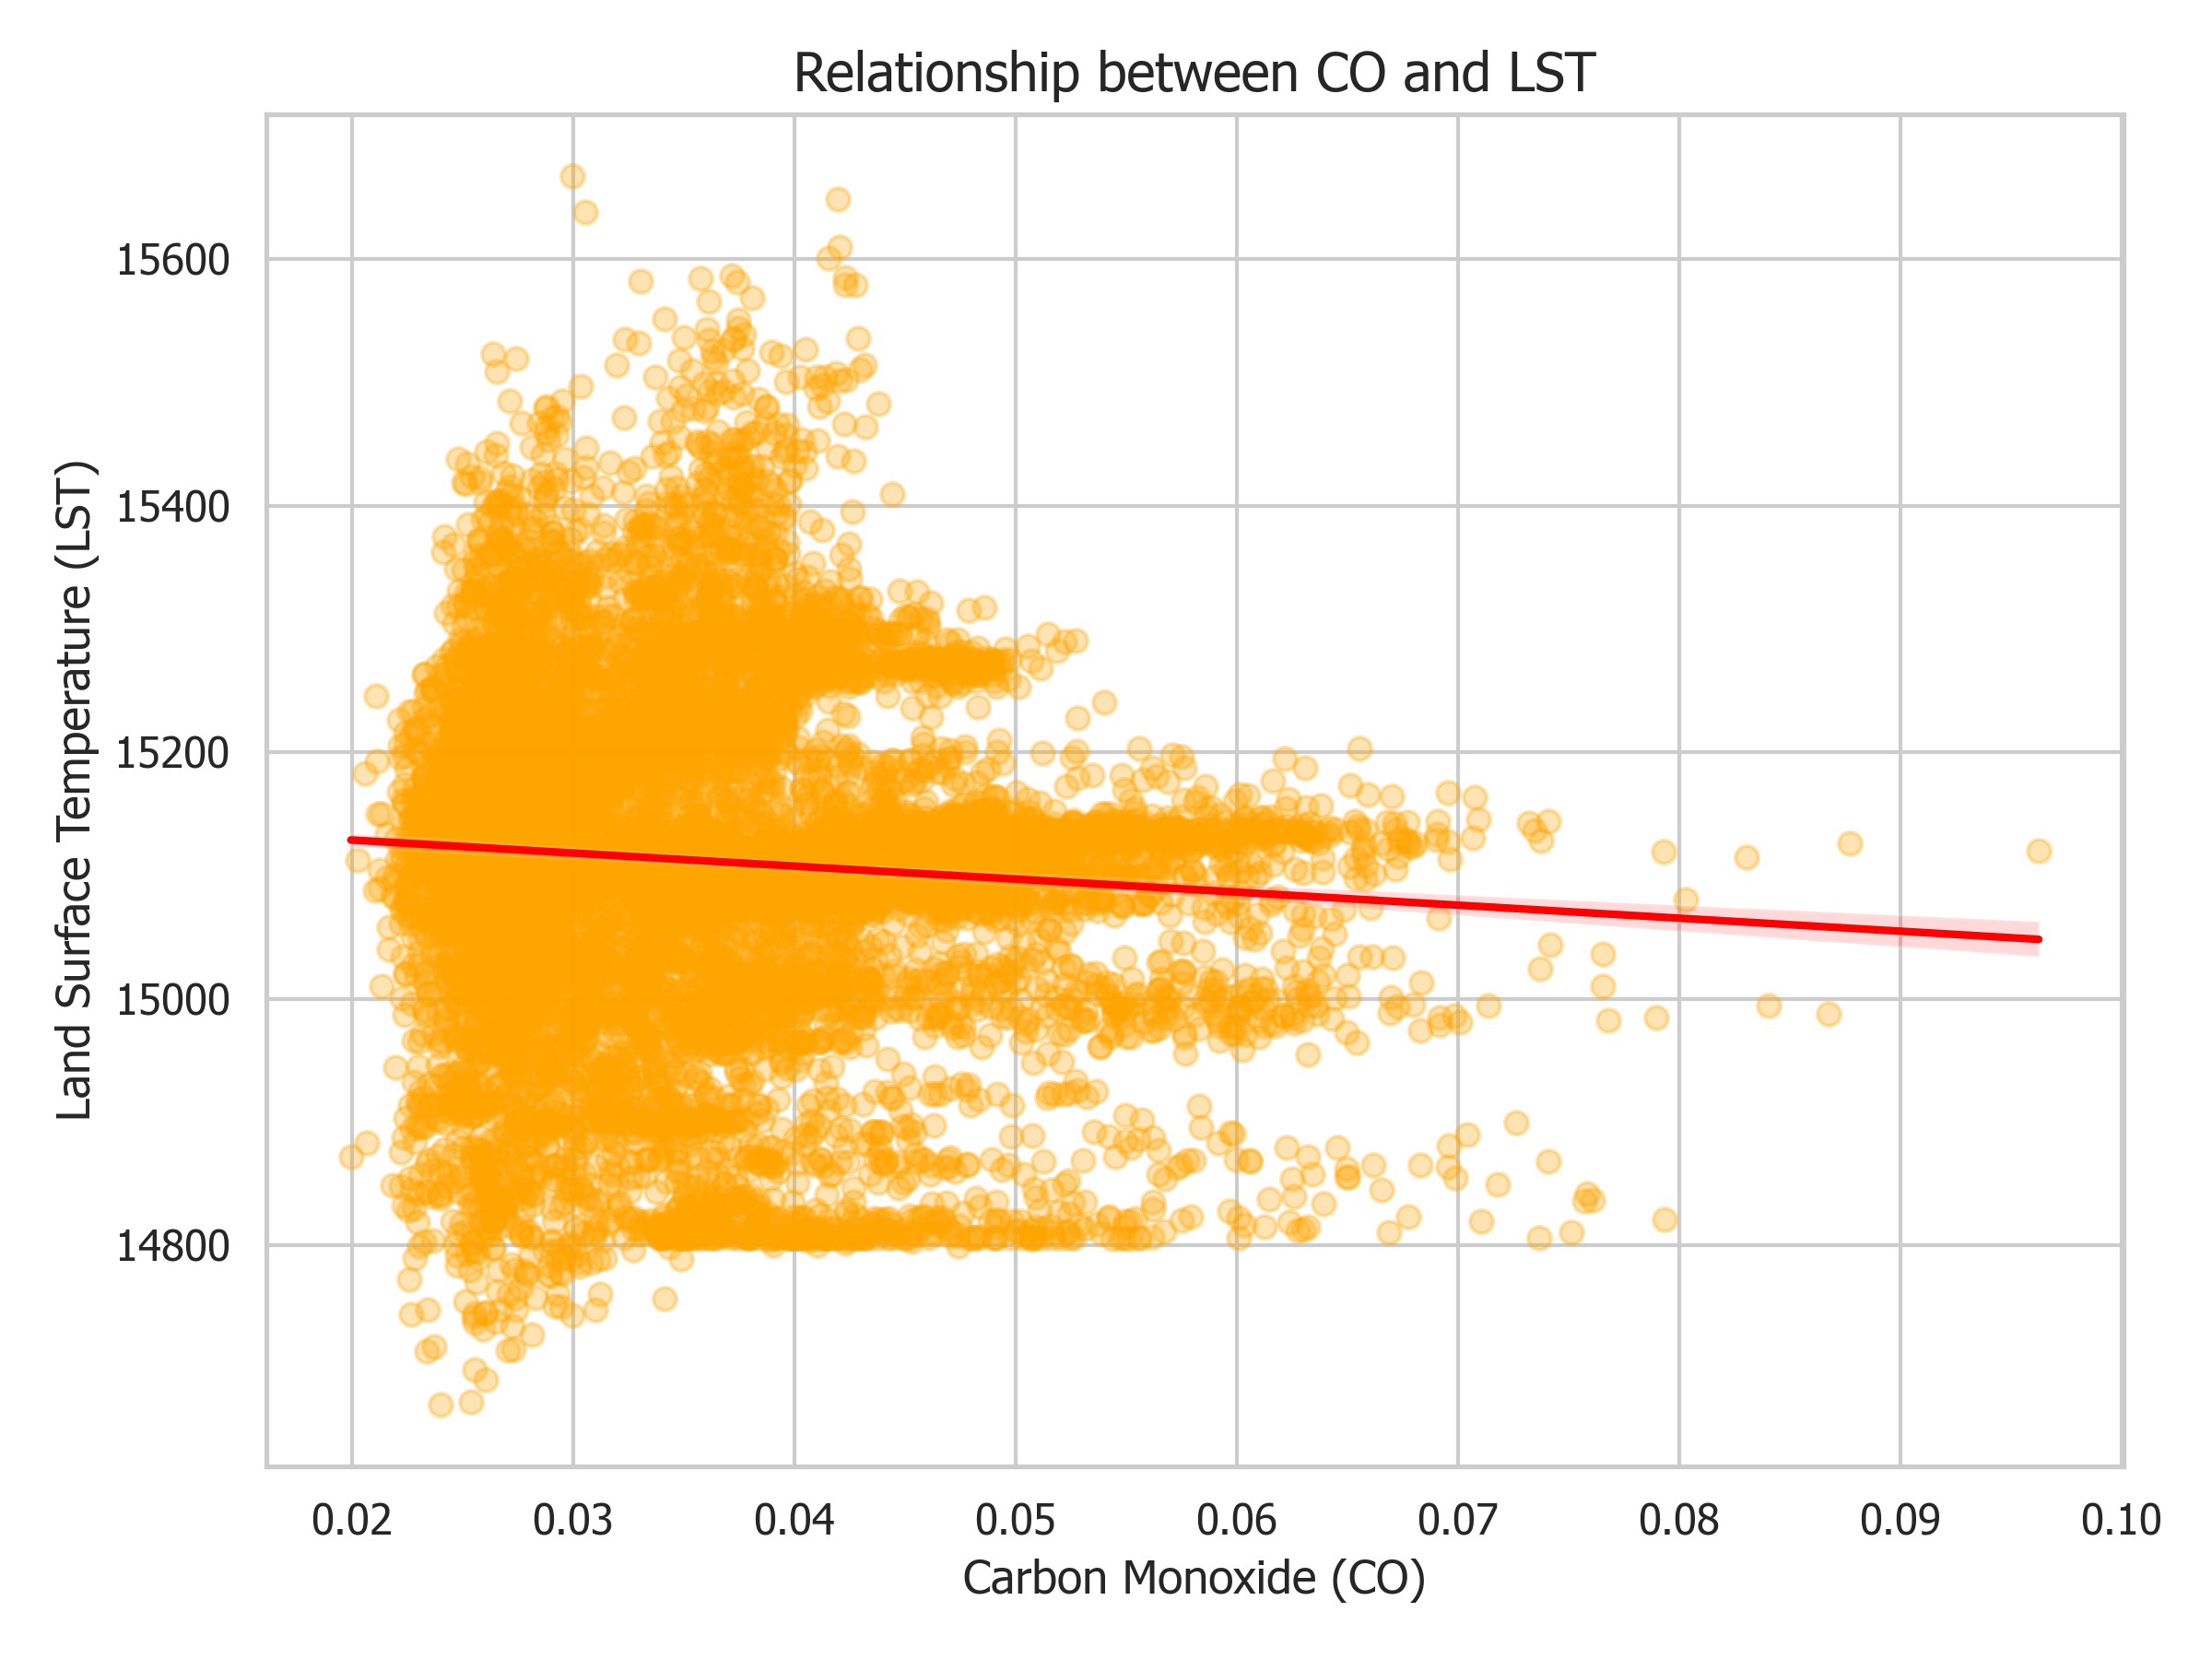 Relationship between CO and LST
Land Surface Temperature (LST)
15600
15400
15200
15000
14800
0.02 0.03 0.04 0.05 0.06 0.07 0.08 0.09 0.10
Carbon Monoxide (CO)